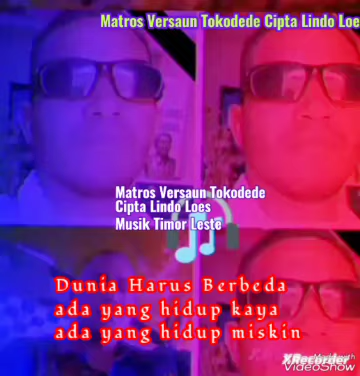 Matros Versaun Tokodede Cipta Lindo Loe
Matros Versaun Tokodede
Cipta Lindo Loes
Musik Timor Leste
Dunia Harus Berbeda
ada yang hidup kaya
ada yang hidup miskin
XRecorder
VideoShow